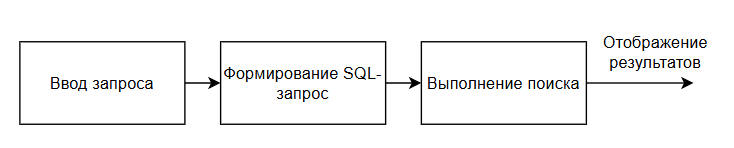 Ввод запроса
Формирование SQL-
запрос
Выполнение поиска
Отображение
результатов